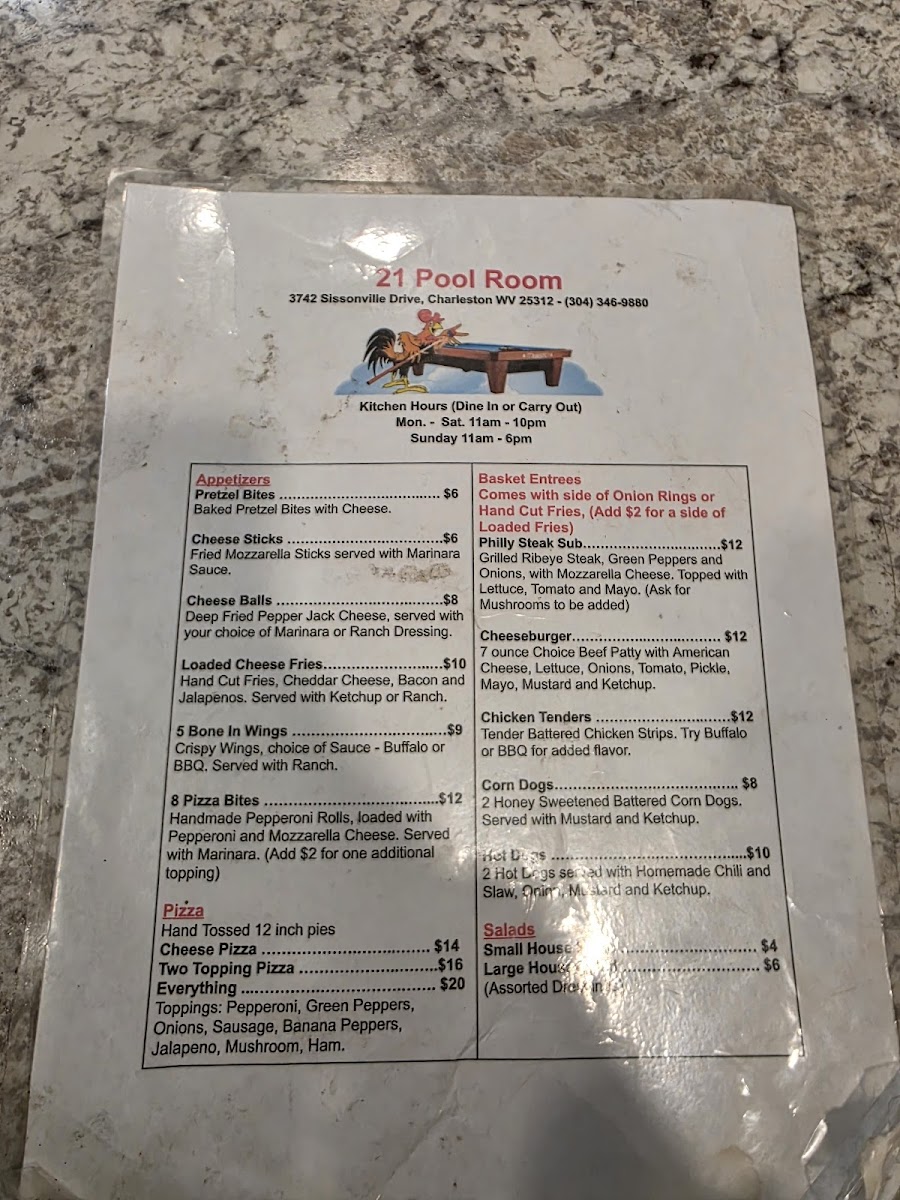 21 Pool Room
3742 Sissonville Drive, Charleston WV 25312 - (304) 346-9880
Kitchen Hours (Dine In or Carry Out)
Mon. - Sat. 11am - 10pm
Sunday 11am - 6pm
Appetizers
Pretzel Bites ..................................... $6
Baked Pretzel Bites with Cheese.
Cheese Sticks ....................................$6
Fried Mozzarella Sticks served with Marinara
Sauce.
Cheese Balls ......................................$8
Deep Fried Pepper Jack Cheese, served with
your choice of Marinara or Ranch Dressing.
Loaded Cheese Fries...........................$10
Hand Cut Fries, Cheddar Cheese, Bacon and
Jalapenos. Served with Ketchup or Ranch.
5 Bone In Wings ...................................$9
Crispy Wings, choice of Sauce - Buffalo or
BBQ. Served with Ranch.
8 Pizza Bites .......................................$12
Handmade Pepperoni Rolls, loaded with
Pepperoni and Mozzarella Cheese. Served
with Marinara. (Add $2 for one additional
topping)
Pizza
Hand Tossed 12 inch pies
Cheese Pizza ..................................... $14
Two Topping Pizza ..............................$16
Everything .......................................... $20
Toppings: Pepperoni, Green Peppers,
Onions, Sausage, Banana Peppers,
Jalapeno, Mushroom, Ham.
Basket Entrees
Comes with side of Onion Rings or
Hand Cut Fries, (Add $2 for a side of
Loaded Fries)
Philly Steak Sub...............................$12
Grilled Ribeye Steak, Green Peppers and
Onions, with Mozzarella Cheese. Topped with
Lettuce, Tomato and Mayo. (Ask for
Mushrooms to be added)
Cheeseburger................................. $12
7 ounce Choice Beef Patty with American
Cheese, Lettuce, Onions, Tomato, Pickle,
Mayo, Mustard and Ketchup.
Chicken Tenders ..............................$12
Tender Battered Chicken Strips. Try Buffalo
or BBQ for added flavor.
Corn Dogs........................................ $8
2 Honey Sweetened Battered Corn Dogs.
Served with Mustard and Ketchup.
Hot Dogs ..........................................$10
2 Hot Dogs served with Homemade Chili and
Slaw, Onion, Mustard and Ketchup.
Salads
Small House ................................ $4
Large House .............................. $6
(Assorted